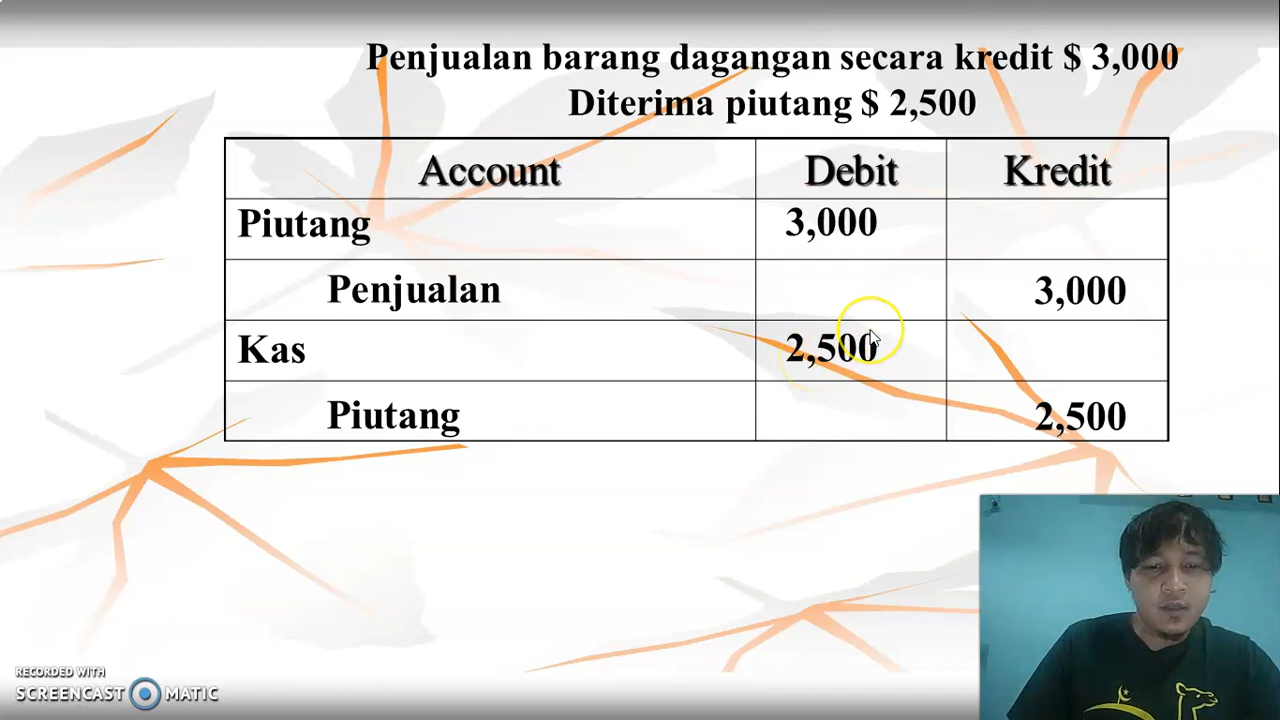 Penjualan barang dagangan secara kredit $ 3,000
Diterima piutang $ 2,500
Account Debit Kredit
Piutang 3,000
Penjualan 3,000
Kas 2,500
Piutang 2,500
RECORDED WITH
SCREENCAST MATIC